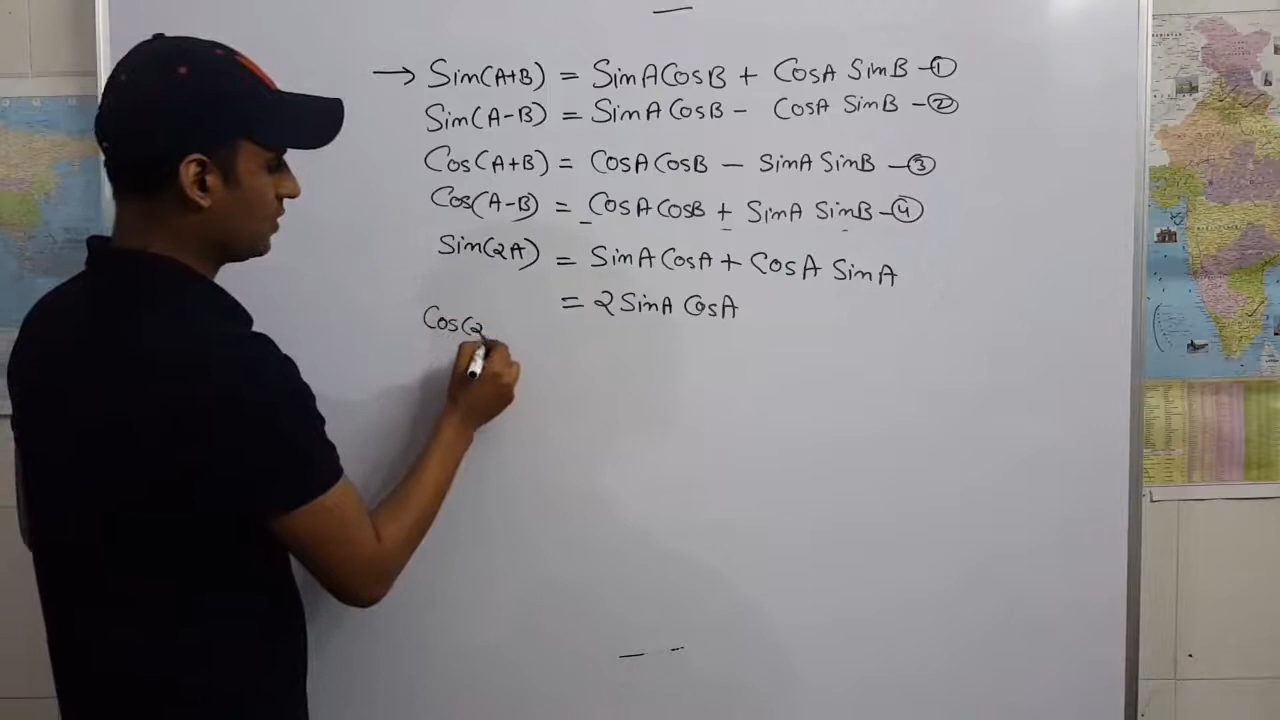 → Sin(A+B) = SinA CosB + CosA SinB -①
Sin(A-B) = SinA CosB - CosA SinB -②
Cos(A+B) = CosA CosB - SinA SinB -③
Cos(A-B) = CosA CosB + SinA SinB -④
Sin(2A) = SinA CosA + CosA SinA
= 2 SinA CosA
Cos(2